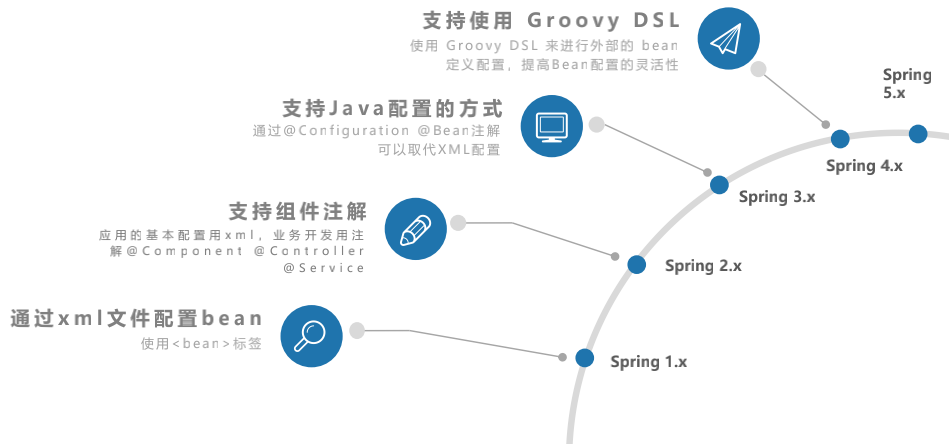 支持使用 Groovy DSL
使用 Groovy DSL 来进行外部的 bean
定义配置，提高Bean配置的灵活性
Spring
5.x
支持Java配置的方式
通过@Configuration @Bean注解
可以取代XML配置
Spring 4.x
Spring 3.x
支持组件注解
应用的基本配置用xml，业务开发用注
解@Component @Controller
@Service
Spring 2.x
通过xml文件配置bean
使用<bean>标签
Spring 1.x